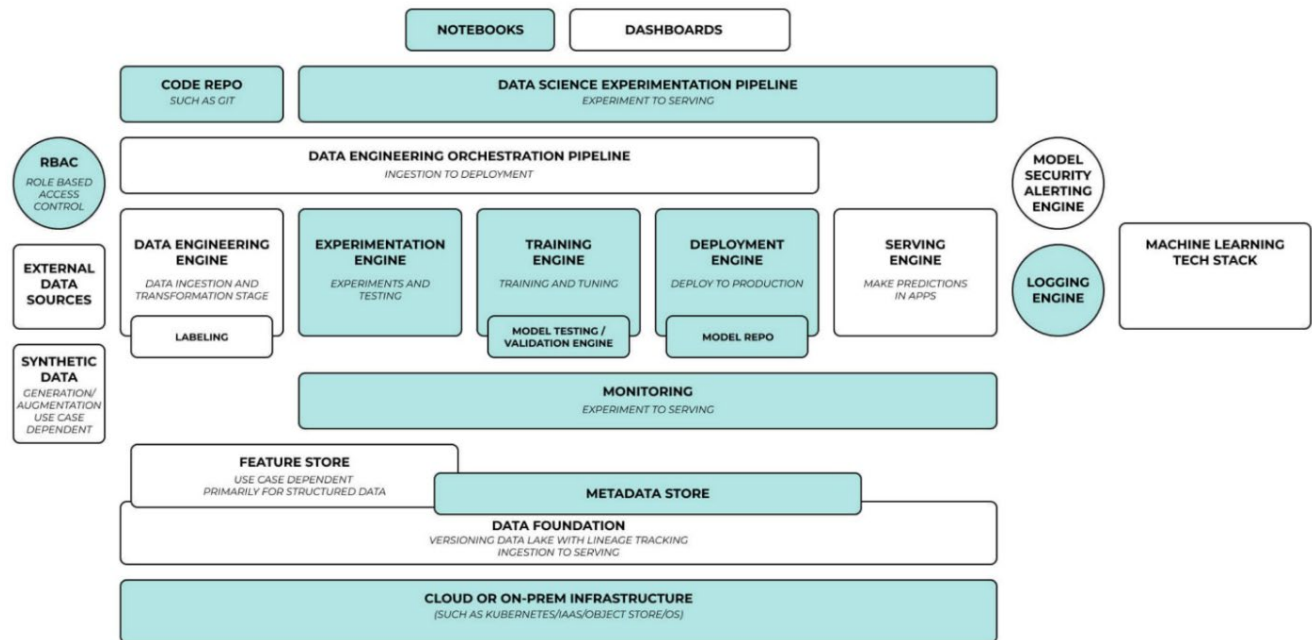 NOTEBOOKS
DASHBOARDS
CODE REPO
SUCH AS GIT
DATA SCIENCE EXPERIMENTATION PIPELINE
EXPERIMENT TO SERVING
RBAC
ROLE BASED
ACCESS
CONTROL
DATA ENGINEERING ORCHESTRATION PIPELINE
INGESTION TO DEPLOYMENT
MODEL
SECURITY
ALERTING
ENGINE
EXTERNAL
DATA
SOURCES
DATA ENGINEERING
ENGINE
DATA INGESTION AND
TRANSFORMATION STAGE
LABELING
EXPERIMENTATION
ENGINE
EXPERIMENTS AND
TESTING
TRAINING
ENGINE
TRAINING AND TUNING
MODEL TESTING /
VALIDATION ENGINE
DEPLOYMENT
ENGINE
DEPLOY TO PRODUCTION
MODEL REPO
SERVING
ENGINE
MAKE PREDICTIONS
IN APPS
LOGGING
ENGINE
MACHINE LEARNING
TECH STACK
SYNTHETIC
DATA
GENERATION/
AUGMENTATION
USE CASE
DEPENDENT
MONITORING
EXPERIMENT TO SERVING
FEATURE STORE
USE CASE DEPENDENT
PRIMARILY FOR STRUCTURED DATA
METADATA STORE
DATA FOUNDATION
VERSIONING DATA LAKE WITH LINEAGE TRACKING
INGESTION TO SERVING
CLOUD OR ON-PREM INFRASTRUCTURE
(SUCH AS KUBERNETES/IAAS/OBJECT STORE/OS)